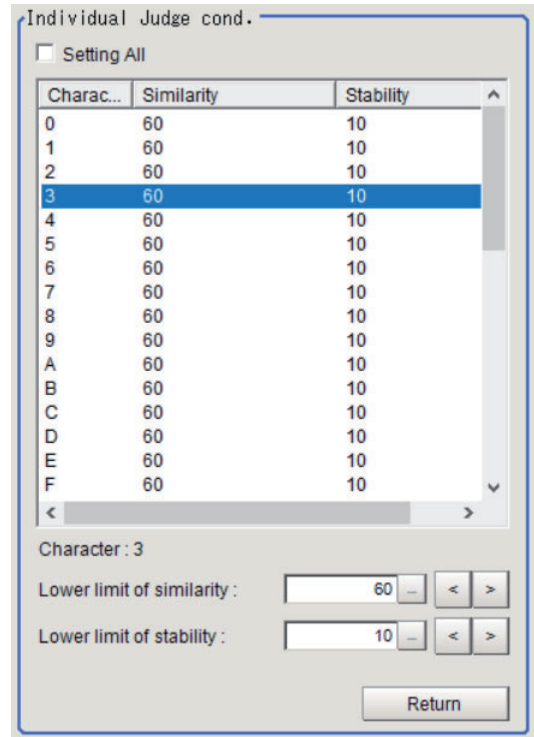 Individual Judge cond.
Setting All
Charac... Similarity Stability
0 60 10
1 60 10
2 60 10
3 60 10
4 60 10
5 60 10
6 60 10
7 60 10
8 60 10
9 60 10
A 60 10
B 60 10
C 60 10
D 60 10
E 60 10
F 60 10
Character : 3
Lower limit of similarity : 60 ... < >
Lower limit of stability : 10 ... < >
Return